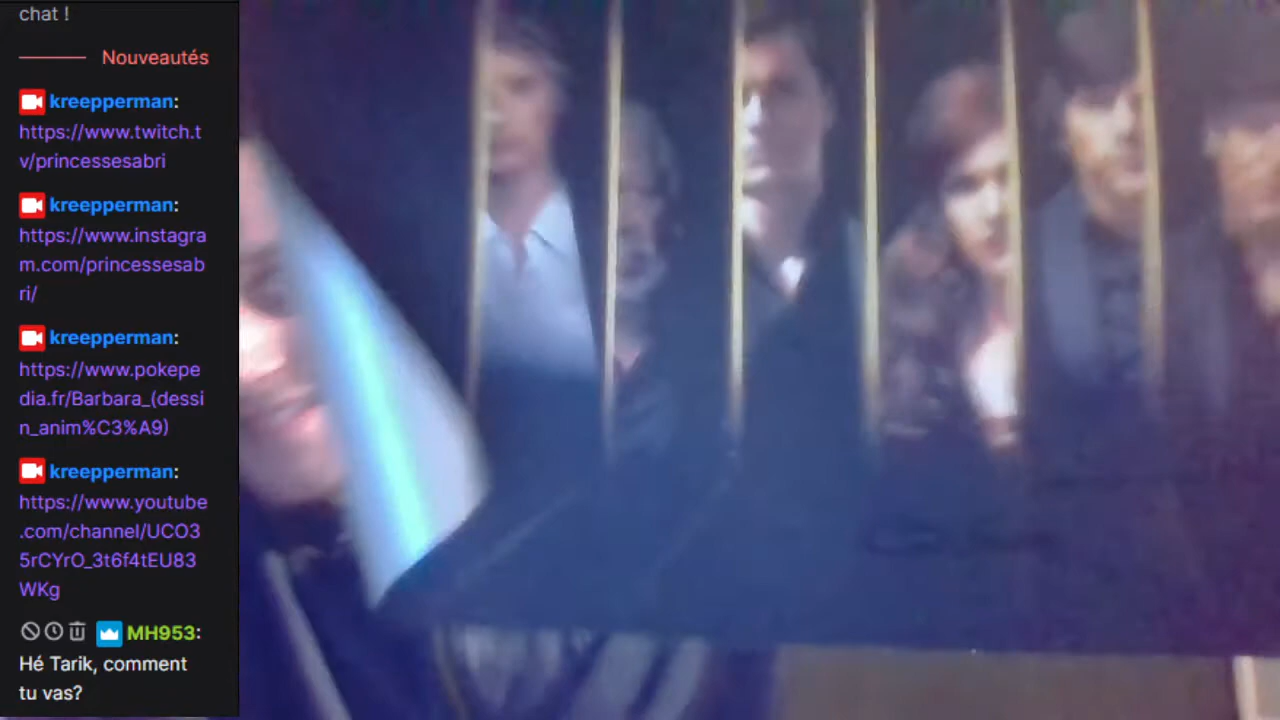 chat !
Nouveautés
kreepperman:
https://www.twitch.t
v/princessesabri
kreepperman:
https://www.instagra
m.com/princessesab
ri/
kreepperman:
https://www.pokepe
dia.fr/Barbara_(dessi
n_anim%C3%A9)
kreepperman:
https://www.youtube
.com/channel/UCO3
5rCYrO_3t6f4tEU83
WKg
MH953:
Hé Tarik, comment
tu vas?